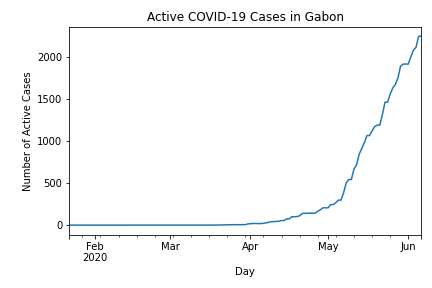 Active COVID-19 Cases in Gabon
Number of Active Cases
2000
1500
1000
500
0
Feb
2020
Mar
Apr
May
Jun
Day